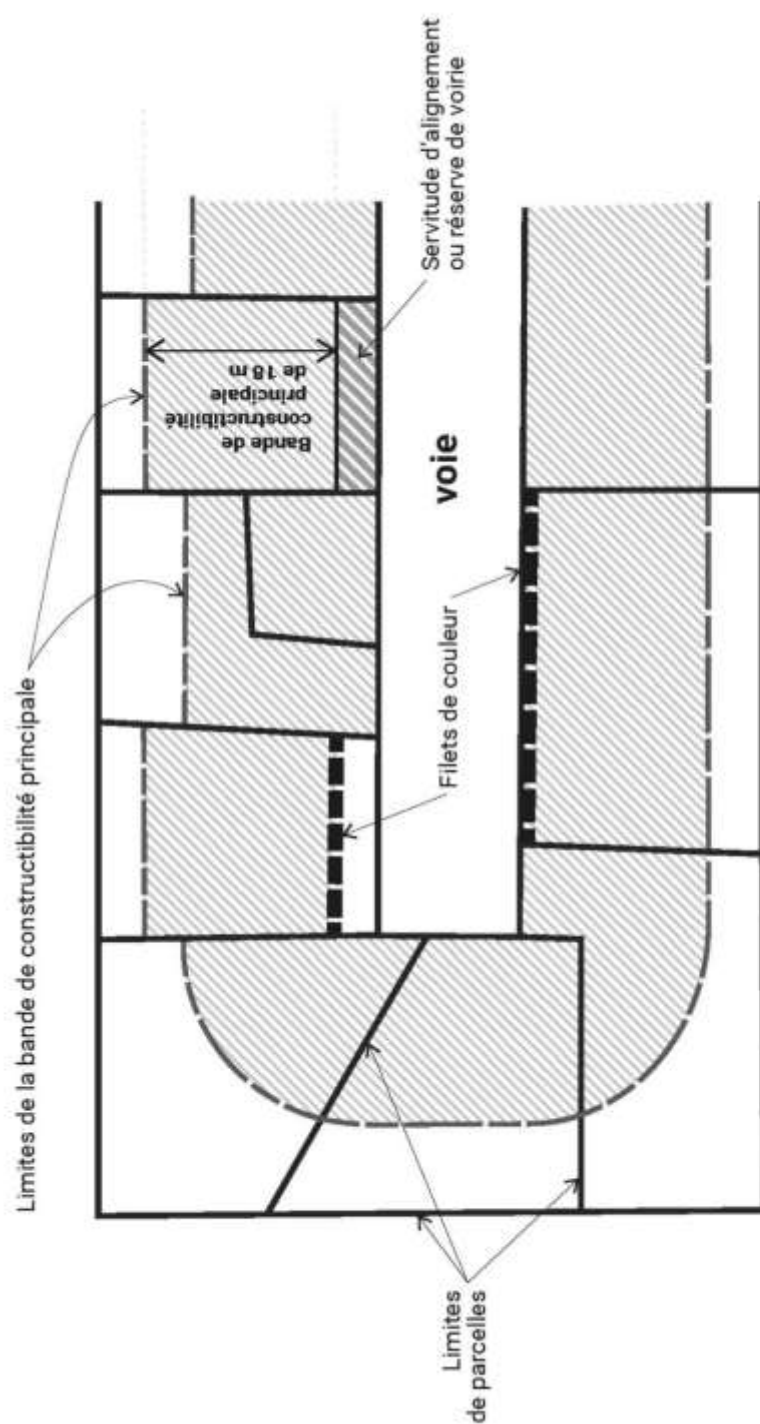 Limites de la bande de constructibilité principale
Bande de
constructibilité
principale
de 18 m
Servitude d'alignement
ou réserve de voirie
voie
Filets de couleur
Limites
de parcelles